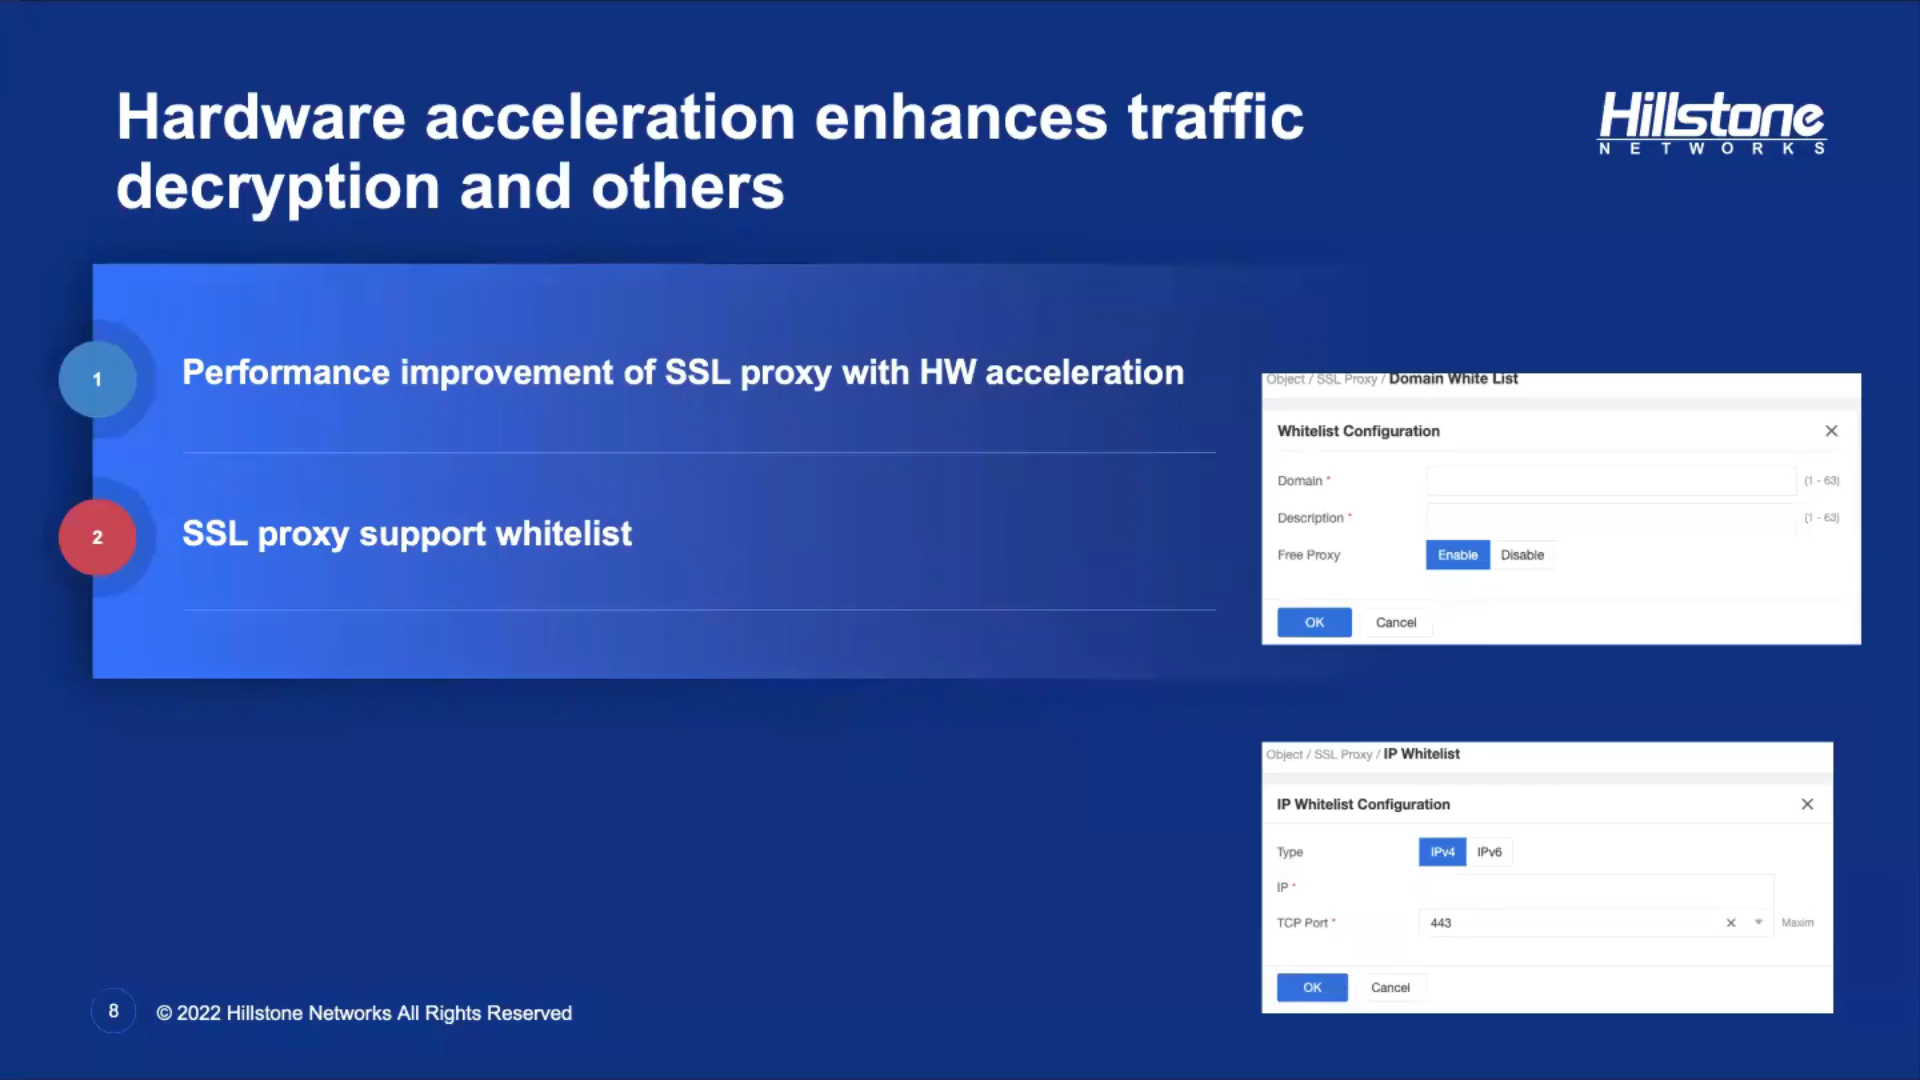 Hardware acceleration enhances traffic
decryption and others
Hillstone
NETWORKS
1
Performance improvement of SSL proxy with HW acceleration
2
SSL proxy support whitelist
Object / SSL Proxy / Domain White List
Whitelist Configuration
Domain *
(1 - 63)
Description *
(1 - 63)
Free Proxy
Enable
Disable
OK
Cancel
Object / SSL Proxy / IP Whitelist
IP Whitelist Configuration
Type
IPv4
IPv6
IP *
TCP Port *
443
Maxim
OK
Cancel
8
© 2022 Hillstone Networks All Rights Reserved